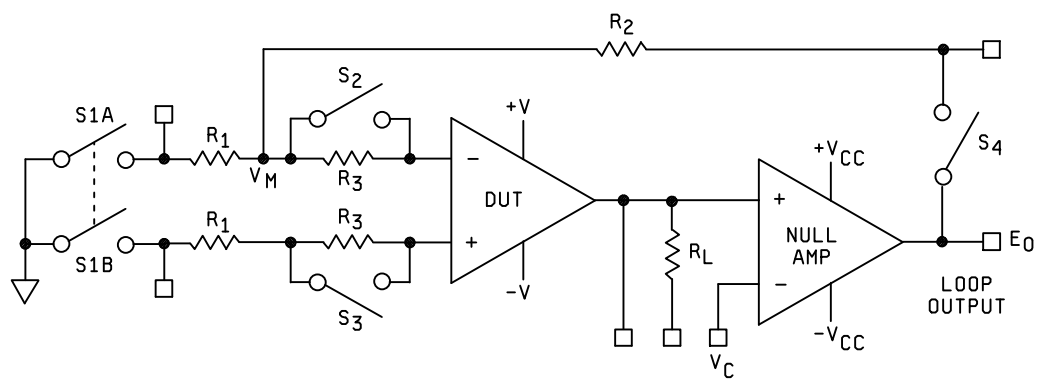 R2
S2
S1A
+V
R1
S4
+VCC
VM
R3
−
DUT
+
R1
R3
NULL
AMP
+
−
RL
EO
S1B
−V
S3
LOOP
OUTPUT
−VCC
VC